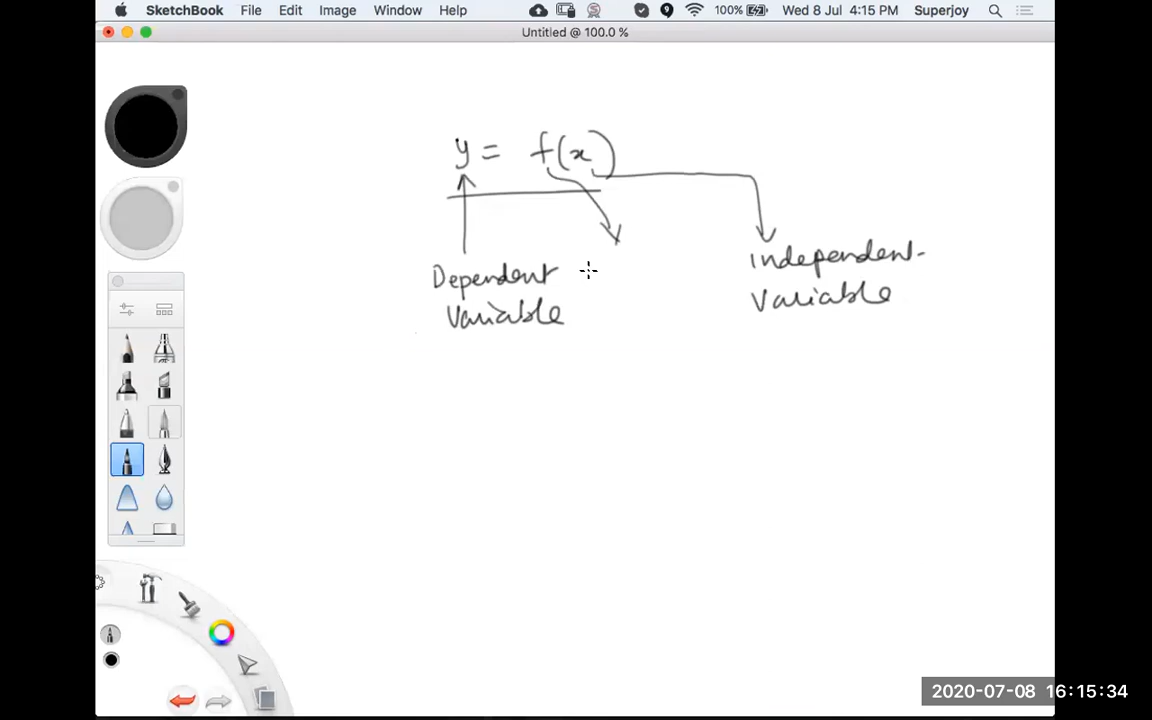 SketchBook File Edit Image Window Help 9 100% Wed 8 Jul 4:15 PM Superjoy
Untitled @ 100.0 %
y = f(x)
Dependent
Variable
independent
Variable
2020-07-08 16:15:34